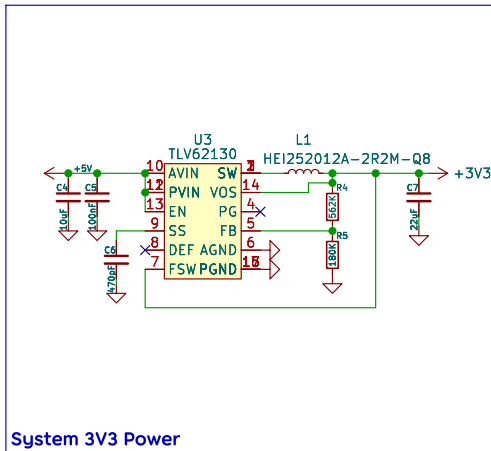 U3
TLV62130
L1
HEI252012A-2R2M-Q8
+5V
+3V3
10 AVIN
PVIN
13 EN
9 SS
8 DEF
7 FSW
SW
VOS 14
PG 4
FB 5
AGND 6
PGND
C4
10uF
C5
100nF
C6
470pF
R4
562K
R5
180K
C7
22uF
System 3V3 Power